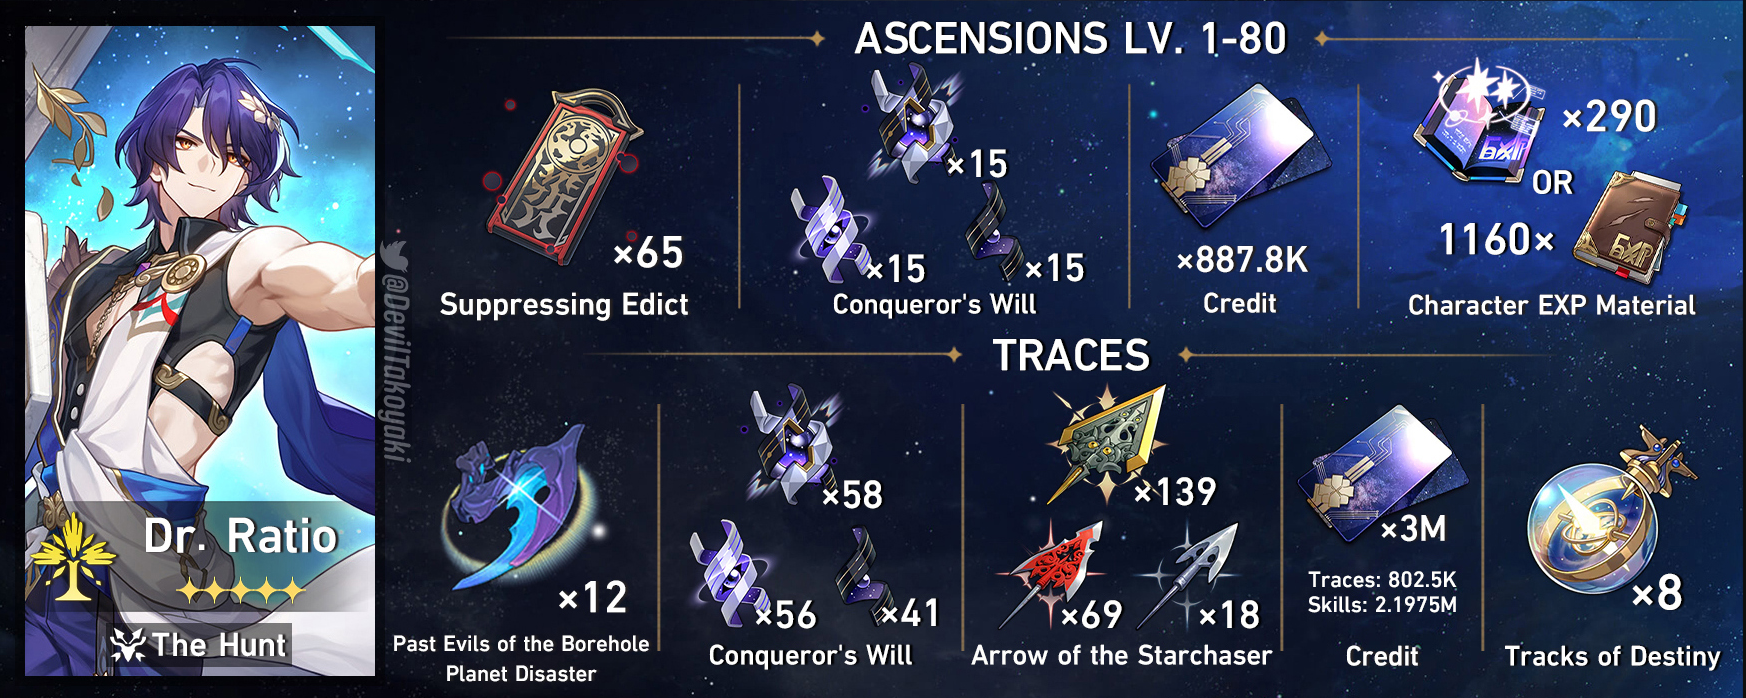 ASCENSIONS LV. 1-80
×65
Suppressing Edict
×15
×15
×15
Conqueror's Will
×887.8K
Credit
×290
OR
1160×
EXP
EXP
Character EXP Material
@DevilTakoyaki
TRACES
×12
Past Evils of the Borehole
Planet Disaster
×58
×56
×41
Conqueror's Will
×139
×69
×18
Arrow of the Starchaser
×3M
Traces: 802.5K
Skills: 2.1975M
Credit
×8
Tracks of Destiny
Dr. Ratio
The Hunt